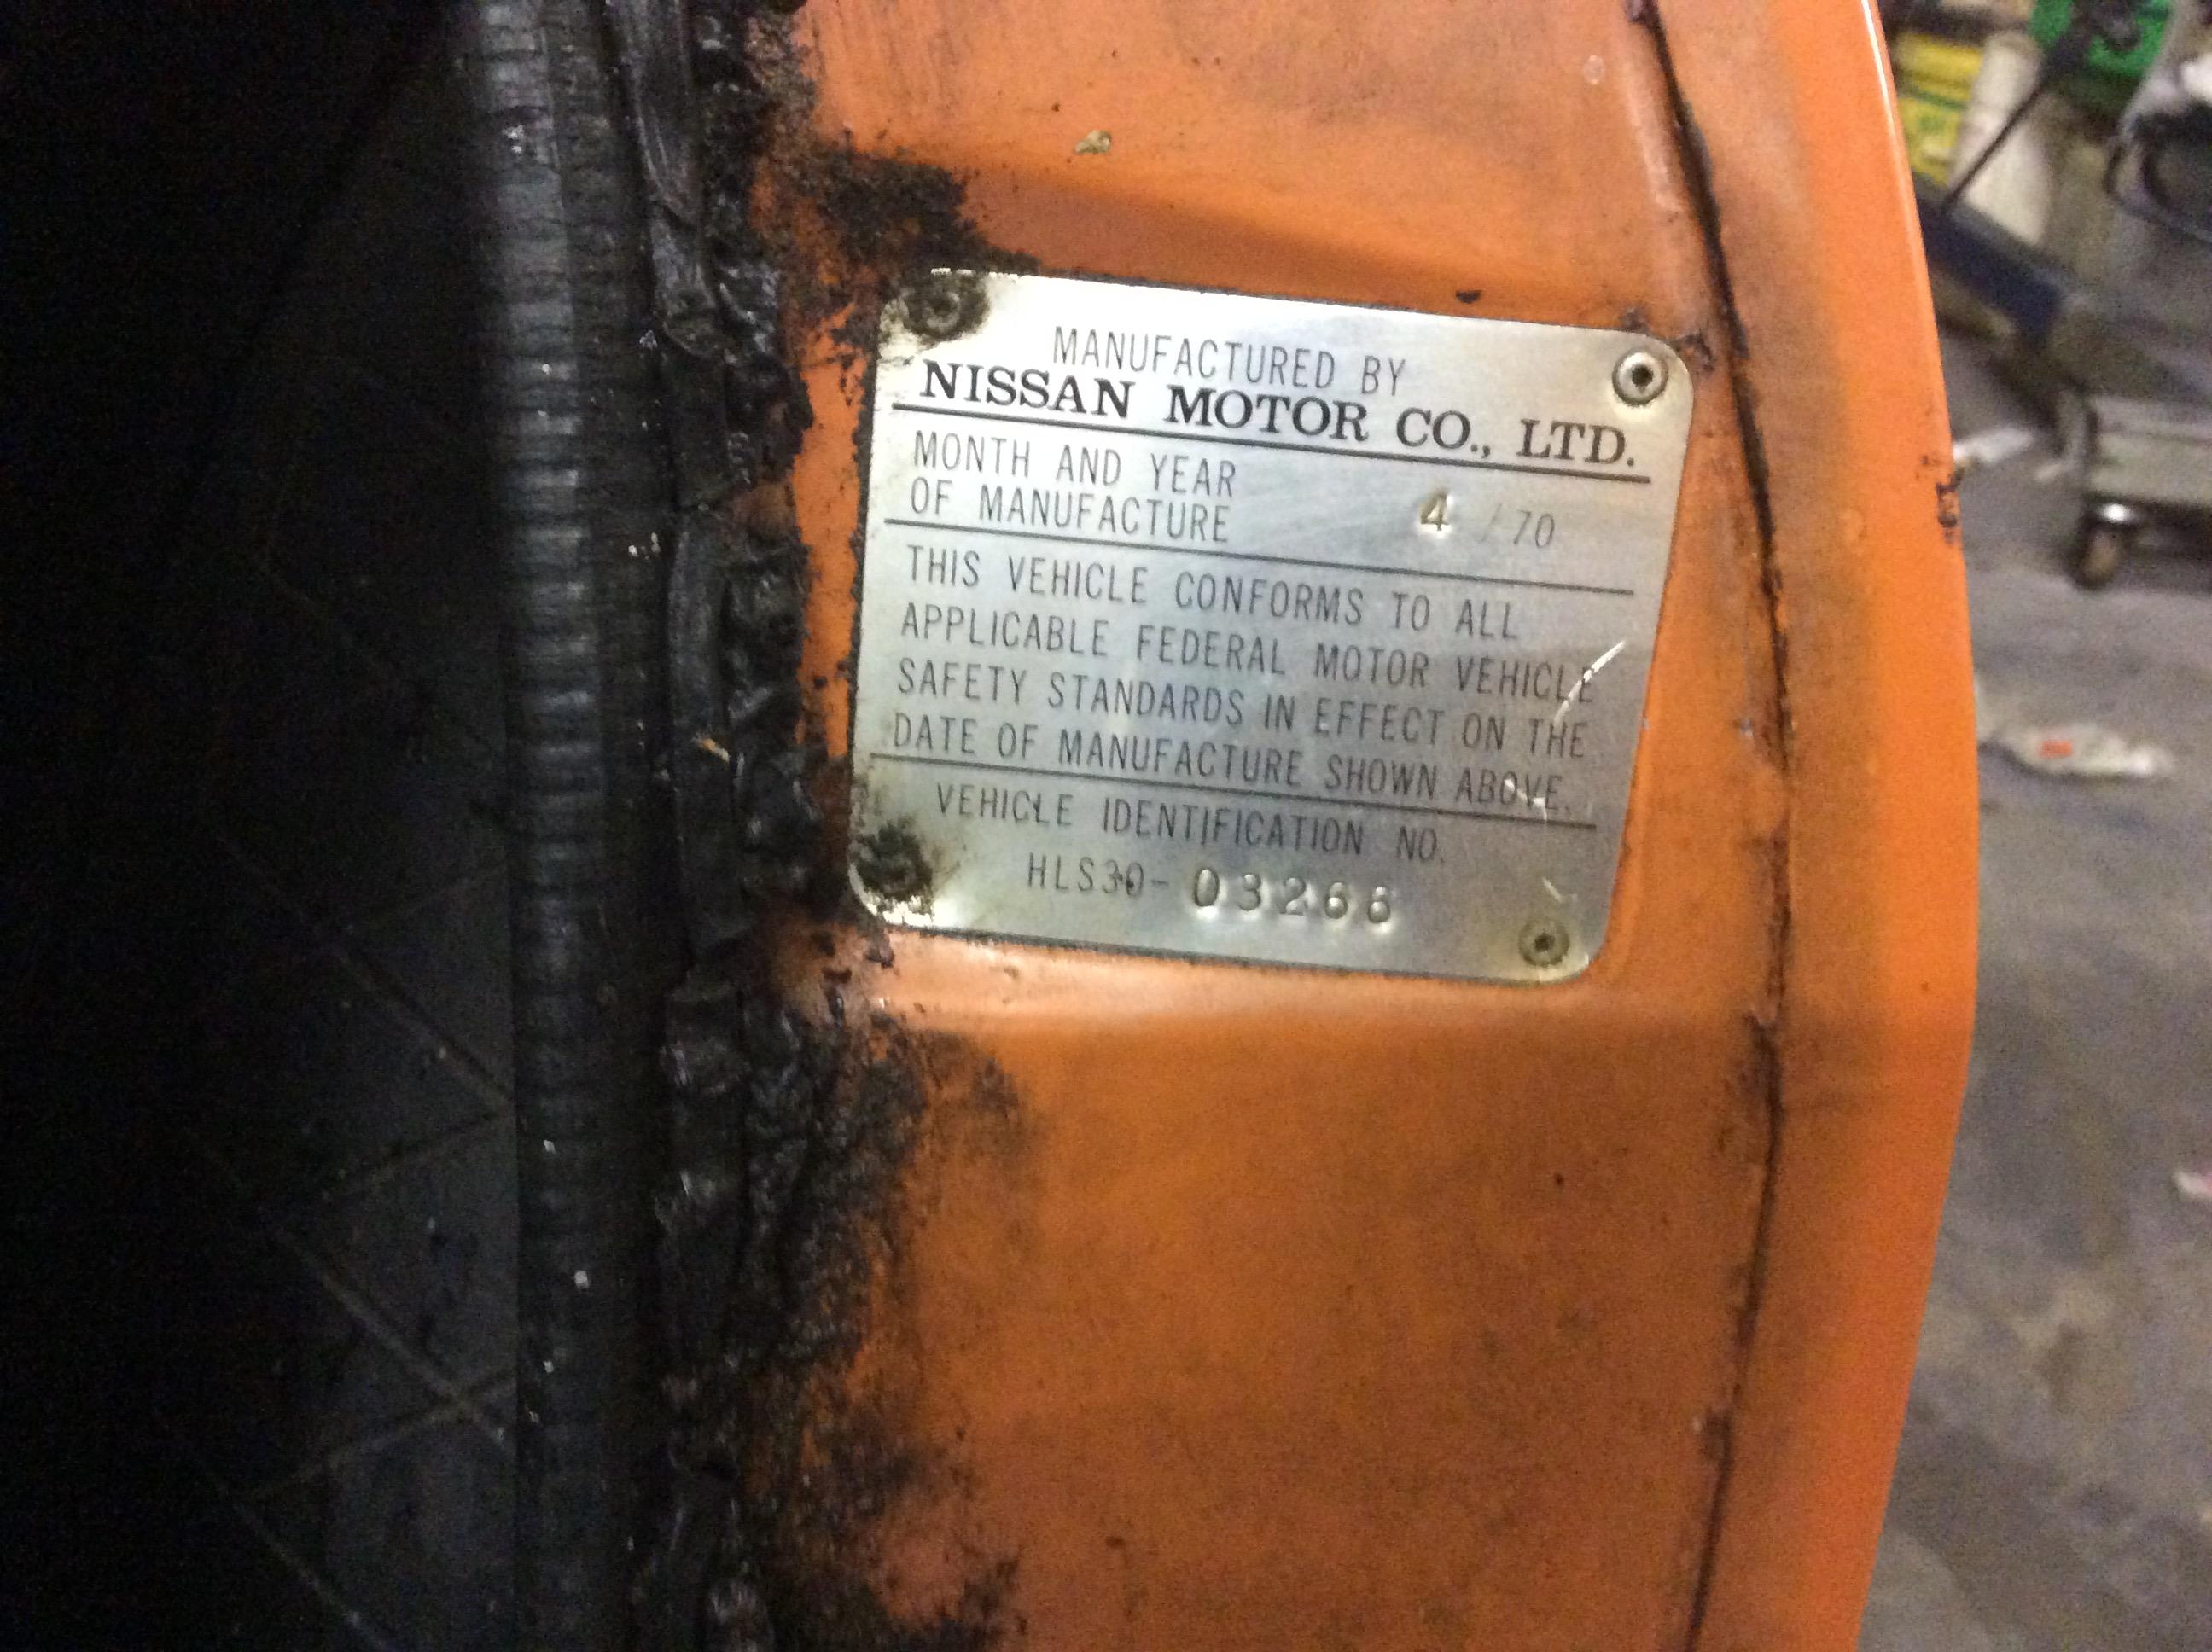 MANUFACTURED BY
NISSAN MOTOR CO., LTD.
MONTH AND YEAR
OF MANUFACTURE 4 / 70
THIS VEHICLE CONFORMS TO ALL
APPLICABLE FEDERAL MOTOR VEHICLE
SAFETY STANDARDS IN EFFECT ON THE
DATE OF MANUFACTURE SHOWN ABOVE.
VEHICLE IDENTIFICATION NO.
HLS30- 03266